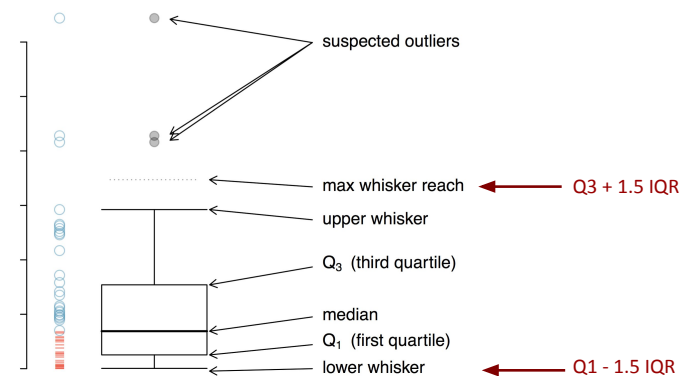 suspected outliers
max whisker reach
Q3 + 1.5 IQR
upper whisker
Q₃ (third quartile)
median
Q₁ (first quartile)
lower whisker
Q1 - 1.5 IQR